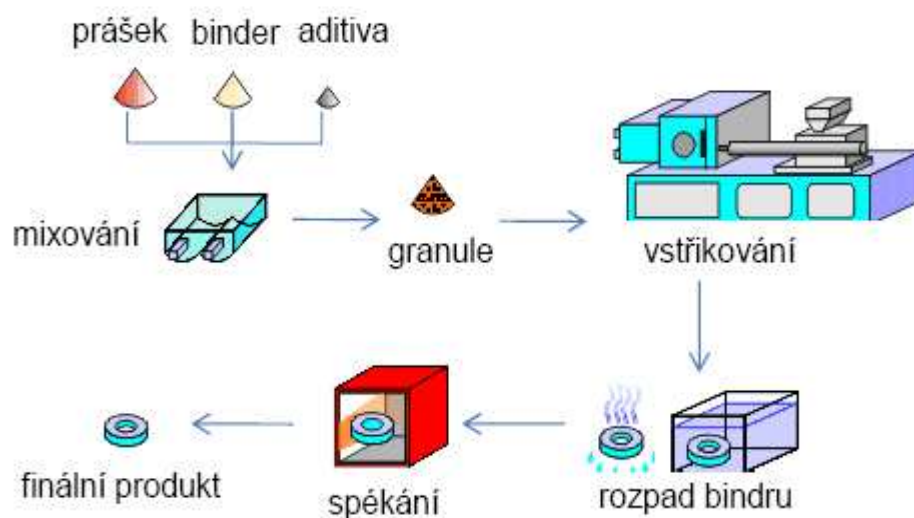 prášek binder aditiva
mixování
granule
vstřikování
finální produkt
spékání
rozpad bindru